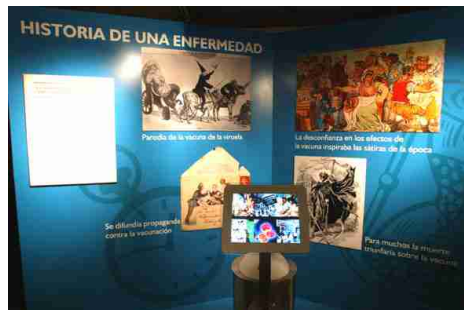 HISTORIA DE UNA ENFERMEDAD
Parodia de la vacuna de la viruela
La desconfianza en los efectos de
la vacuna inspiraba las sátiras de la época
Se difundía propaganda
contra la vacunación
Para muchos la muerte
triunfaría sobre la vacuna